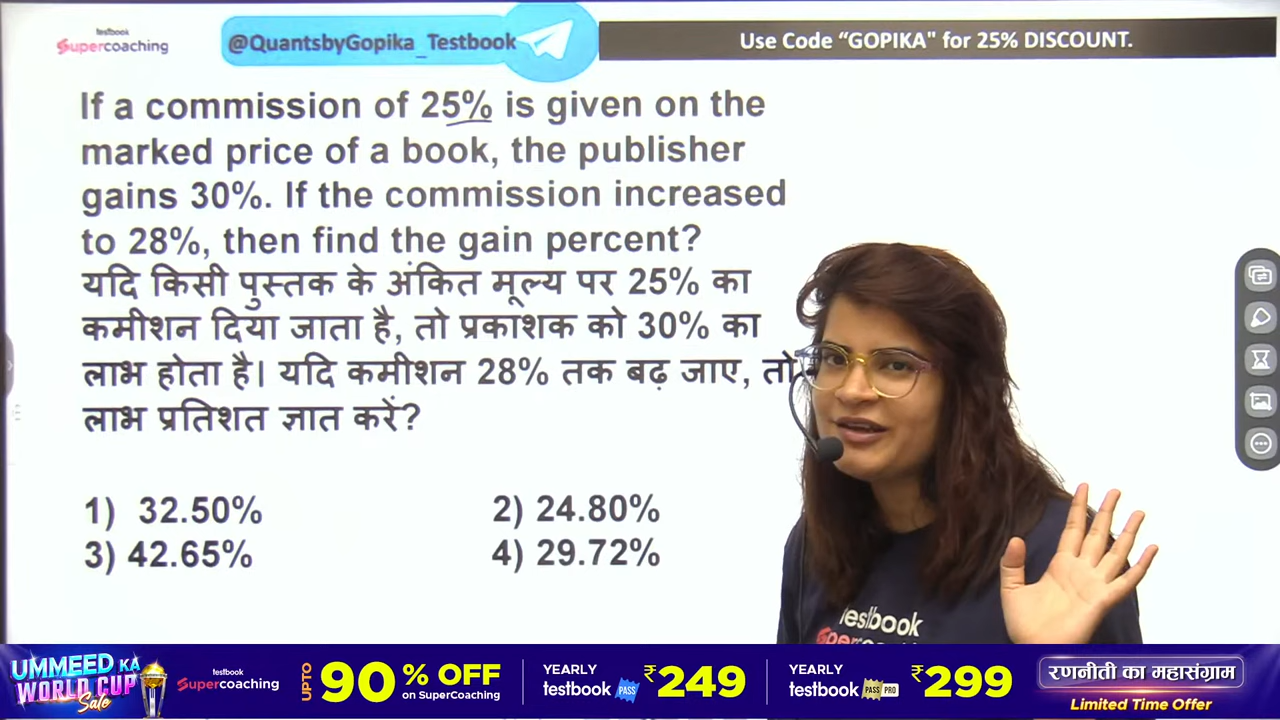 testbook
Supercoaching
@QuantsbyGopika_Testbook
Use Code “GOPIKA" for 25% DISCOUNT.
If a commission of 25% is given on the
marked price of a book, the publisher
gains 30%. If the commission increased
to 28%, then find the gain percent?
यदि किसी पुस्तक के अंकित मूल्य पर 25% का
कमीशन दिया जाता है, तो प्रकाशक को 30% का
लाभ होता है। यदि कमीशन 28% तक बढ़ जाए, तो
लाभ प्रतिशत ज्ञात करें?
1) 32.50%
2) 24.80%
3) 42.65%
4) 29.72%
testbook
UMMEED KA
WORLD CUP
Sale
testbook
Supercoaching
UPTO 90% OFF
on SuperCoaching
YEARLY
testbook PASS
₹249
YEARLY
testbook PASS PRO
₹299
रणनीती का महासंग्राम
Limited Time Offer